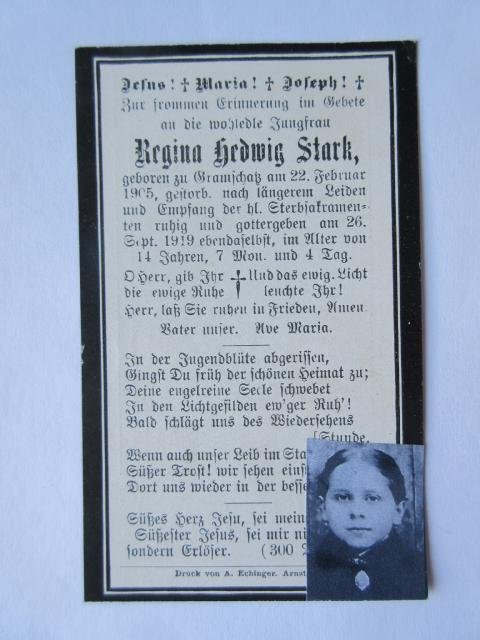 Jesus! ✝ Maria! ✝ Joseph! ✝
Zur frommen Erinnerung im Gebete
an die wohledle Jungfrau
Regina Hedwig Stark,
geboren zu Gramschatz am 22. Februar
1905, gestorb. nach längerem Leiden
und Empfang der hl. Sterbsakramen-
ten ruhig und gottergeben am 26.
Sept. 1919 ebendaselbst, im Alter von
14 Jahren, 7 Mon. und 4 Tag.
O Herr, gib Ihr ✝ Und das ewig. Licht
die ewige Ruhe leuchte Ihr!
Herr, laß Sie ruhen in Frieden, Amen
Vater unser. Ave Maria.
In der Jugendblüte abgerissen,
Gingst Du früh der schönen Heimat zu;
Deine engelreine Seele schwebet
In den Lichtgefilden ew'ger Ruh'!
Bald schlägt uns des Wiedersehens
[Stunde,
Wenn auch unser Leib im
Süßer Trost! wir sehen
Dort uns wieder in der
Süßes Herz Jesu, sei
Süßester Jesus, sei mir
sondern Erlöser. (300
Druck von A. Echinger.